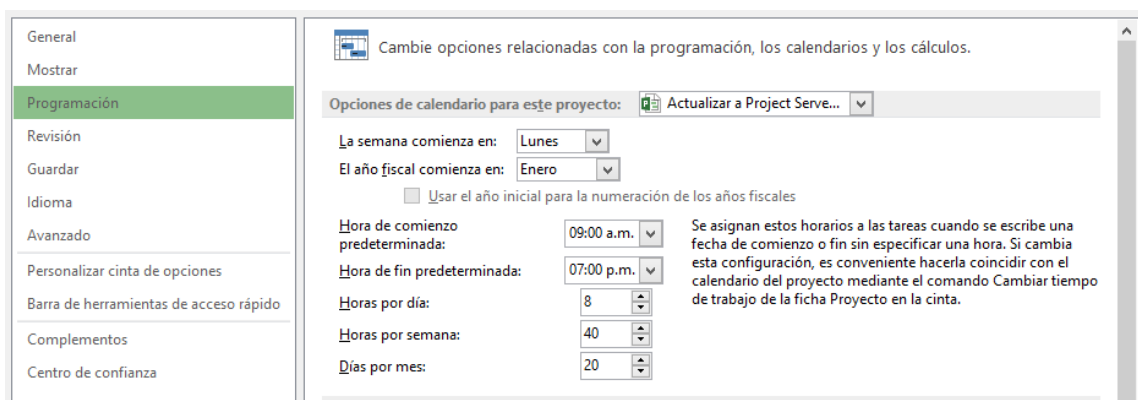 General
Mostrar
Programación
Revisión
Guardar
Idioma
Avanzado
Personalizar cinta de opciones
Barra de herramientas de acceso rápido
Complementos
Centro de confianza
Cambie opciones relacionadas con la programación, los calendarios y los cálculos.
Opciones de calendario para este proyecto: Actualizar a Project Serve...
La semana comienza en: Lunes
El año fiscal comienza en: Enero
Usar el año inicial para la numeración de los años fiscales
Hora de comienzo
predeterminada: 09:00 a.m.
Hora de fin predeterminada: 07:00 p.m.
Horas por día: 8
Horas por semana: 40
Días por mes: 20
Se asignan estos horarios a las tareas cuando se escribe una
fecha de comienzo o fin sin especificar una hora. Si cambia
esta configuración, es conveniente hacerla coincidir con el
calendario del proyecto mediante el comando Cambiar tiempo
de trabajo de la ficha Proyecto en la cinta.